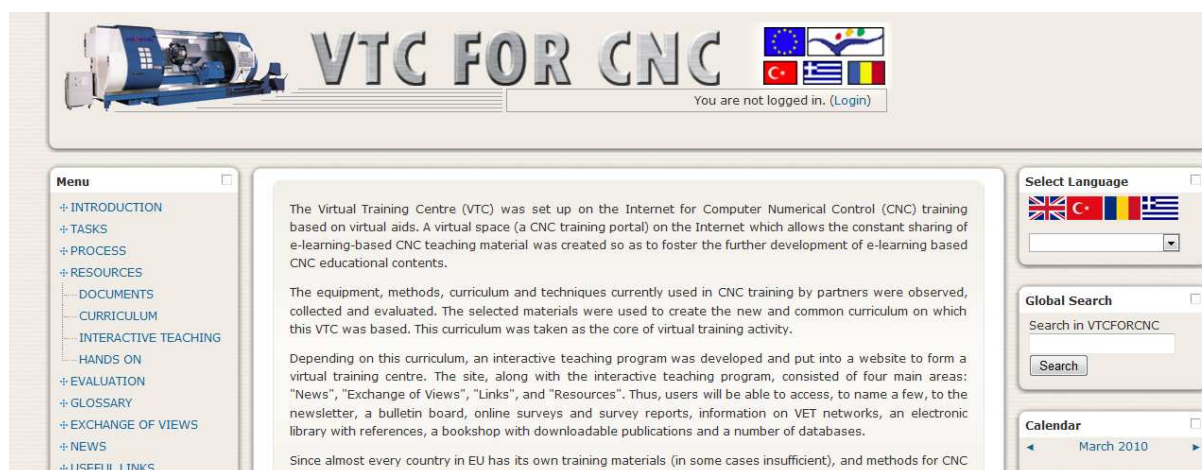 VTC FOR CNC
You are not logged in. (Login)
Menu
INTRODUCTION
TASKS
PROCESS
RESOURCES
DOCUMENTS
CURRICULUM
INTERACTIVE TEACHING
HANDS ON
EVALUATION
GLOSSARY
EXCHANGE OF VIEWS
NEWS
USEFUL LINKS
The Virtual Training Centre (VTC) was set up on the Internet for Computer Numerical Control (CNC) training
based on virtual aids. A virtual space (a CNC training portal) on the Internet which allows the constant sharing of
e-learning-based CNC teaching material was created so as to foster the further development of e-learning based
CNC educational contents.
The equipment, methods, curriculum and techniques currently used in CNC training by partners were observed,
collected and evaluated. The selected materials were used to create the new and common curriculum on which
this VTC was based. This curriculum was taken as the core of virtual training activity.
Depending on this curriculum, an interactive teaching program was developed and put into a website to form a
virtual training centre. The site, along with the interactive teaching program, consisted of four main areas:
"News", "Exchange of Views", "Links", and "Resources". Thus, users will be able to access, to name a few, to the
newsletter, a bulletin board, online surveys and survey reports, information on VET networks, an electronic
library with references, a bookshop with downloadable publications and a number of databases.
Since almost every country in EU has its own training materials (in some cases insufficient), and methods for CNC
Select Language
Global Search
Search in VTCFORCNC
Search
Calendar
March 2010